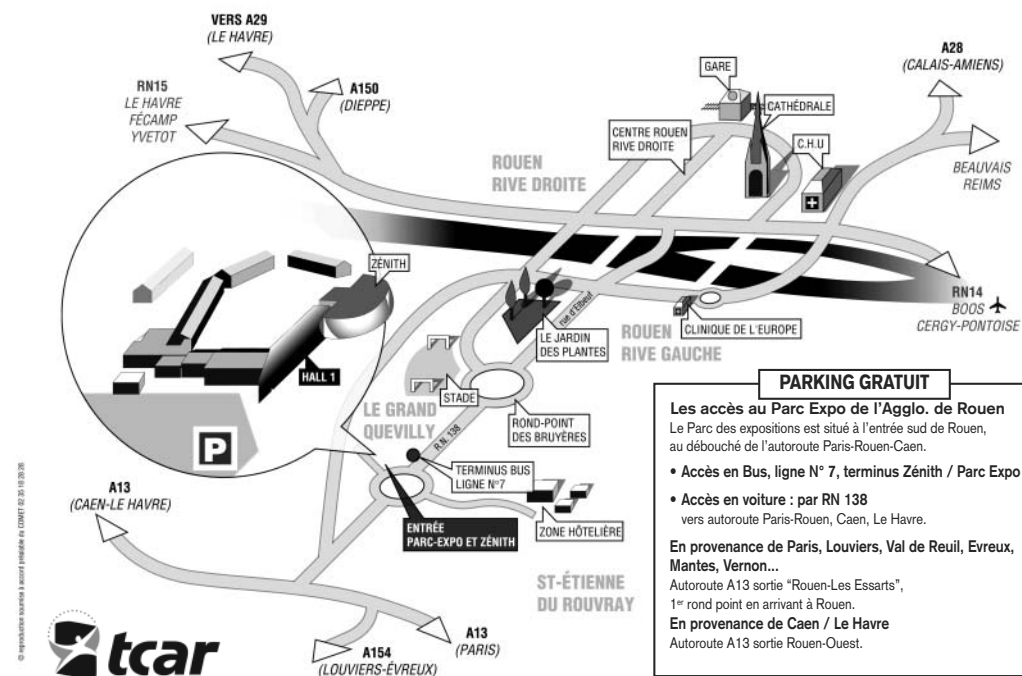 VERS A29
(LE HAVRE)
A150
(DIEPPE)
RN15
LE HAVRE
FÉCAMP
YVETOT
GARE
CATHÉDRALE
CENTRE ROUEN
RIVE DROITE
C.H.U
A28
(CALAIS-AMIENS)
BEAUVAIS
REIMS
ROUEN
RIVE DROITE
ZÉNITH
HALL 1
P
rue d'Elbeuf
LE JARDIN
DES PLANTES
ROUEN
RIVE GAUCHE
CLINIQUE DE L'EUROPE
RN14
BOOS
CERGY-PONTOISE
STADE
LE GRAND
QUEVILLY
R.N. 138
ROND-POINT
DES BRUYÈRES
TERMINUS BUS
LIGNE N°7
ENTRÉE
PARC-EXPO ET ZÉNITH
ZONE HÔTELIÈRE
ST-ÉTIENNE
DU ROUVRAY
A13
(CAEN-LE HAVRE)
A13
(PARIS)
A154
(LOUVIERS-ÉVREUX)
tcar
PARKING GRATUIT
Les accès au Parc Expo de l'Agglo. de Rouen
Le Parc des expositions est situé à l'entrée sud de Rouen,
au débouché de l'autoroute Paris-Rouen-Caen.
• Accès en Bus, ligne N° 7, terminus Zénith / Parc Expo
• Accès en voiture : par RN 138
vers autoroute Paris-Rouen, Caen, Le Havre.
En provenance de Paris, Louviers, Val de Reuil, Evreux,
Mantes, Vernon...
Autoroute A13 sortie “Rouen-Les Essarts”,
1er rond point en arrivant à Rouen.
En provenance de Caen / Le Havre
Autoroute A13 sortie Rouen-Ouest.
© reproduction soumise à accord préalable du COMET